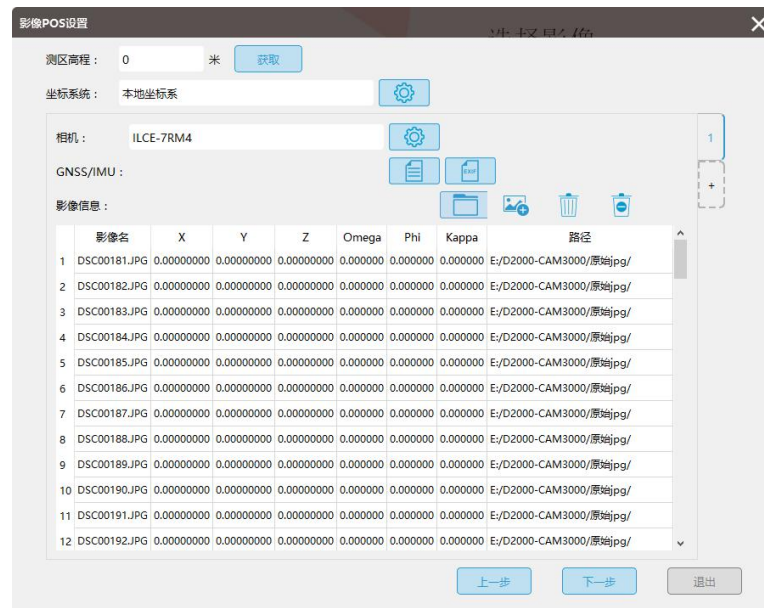 影像POS设置
测区高程： 0 米 获取
坐标系统： 本地坐标系
相机： ILCE-7RM4
1
GNSS/IMU： EXIF
+
影像信息：
影像名 X Y Z Omega Phi Kappa 路径
1 DSC00181.JPG 0.00000000 0.00000000 0.00000000 0.000000 0.000000 0.000000 E:/D2000-CAM3000/原始jpg/
2 DSC00182.JPG 0.00000000 0.00000000 0.00000000 0.000000 0.000000 0.000000 E:/D2000-CAM3000/原始jpg/
3 DSC00183.JPG 0.00000000 0.00000000 0.00000000 0.000000 0.000000 0.000000 E:/D2000-CAM3000/原始jpg/
4 DSC00184.JPG 0.00000000 0.00000000 0.00000000 0.000000 0.000000 0.000000 E:/D2000-CAM3000/原始jpg/
5 DSC00185.JPG 0.00000000 0.00000000 0.00000000 0.000000 0.000000 0.000000 E:/D2000-CAM3000/原始jpg/
6 DSC00186.JPG 0.00000000 0.00000000 0.00000000 0.000000 0.000000 0.000000 E:/D2000-CAM3000/原始jpg/
7 DSC00187.JPG 0.00000000 0.00000000 0.00000000 0.000000 0.000000 0.000000 E:/D2000-CAM3000/原始jpg/
8 DSC00188.JPG 0.00000000 0.00000000 0.00000000 0.000000 0.000000 0.000000 E:/D2000-CAM3000/原始jpg/
9 DSC00189.JPG 0.00000000 0.00000000 0.00000000 0.000000 0.000000 0.000000 E:/D2000-CAM3000/原始jpg/
10 DSC00190.JPG 0.00000000 0.00000000 0.00000000 0.000000 0.000000 0.000000 E:/D2000-CAM3000/原始jpg/
11 DSC00191.JPG 0.00000000 0.00000000 0.00000000 0.000000 0.000000 0.000000 E:/D2000-CAM3000/原始jpg/
12 DSC00192.JPG 0.00000000 0.00000000 0.00000000 0.000000 0.000000 0.000000 E:/D2000-CAM3000/原始jpg/
上一步 下一步 退出